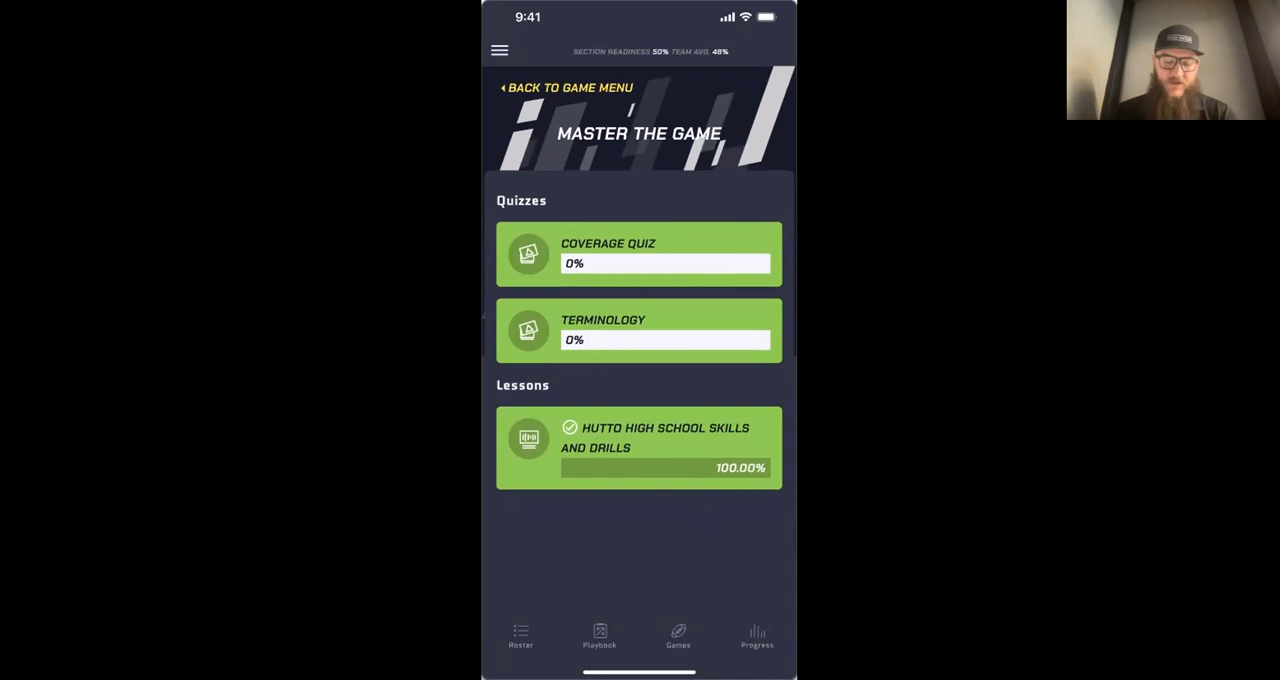 9:41
SECTION READINESS 50% TEAM AVG. 48%
BACK TO GAME MENU
MASTER THE GAME
Quizzes
COVERAGE QUIZ
0%
TERMINOLOGY
0%
Lessons
HUTTO HIGH SCHOOL SKILLS
AND DRILLS
100.00%
Roster
Playbook
Games
Progress